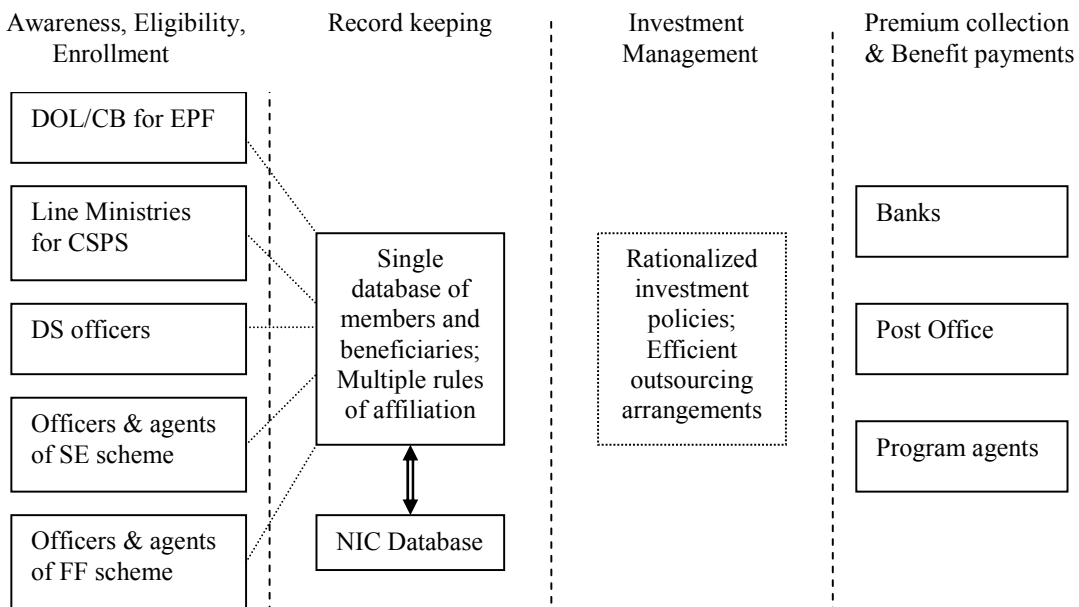 Awareness, Eligibility,
Enrollment
Record keeping
Investment
Management
Premium collection
& Benefit payments
DOL/CB for EPF
Line Ministries
for CSPS
DS officers
Officers & agents
of SE scheme
Officers & agents
of FF scheme
Single
database of
members and
beneficiaries;
Multiple rules
of affiliation
NIC Database
Rationalized
investment
policies;
Efficient
outsourcing
arrangements
Banks
Post Office
Program agents